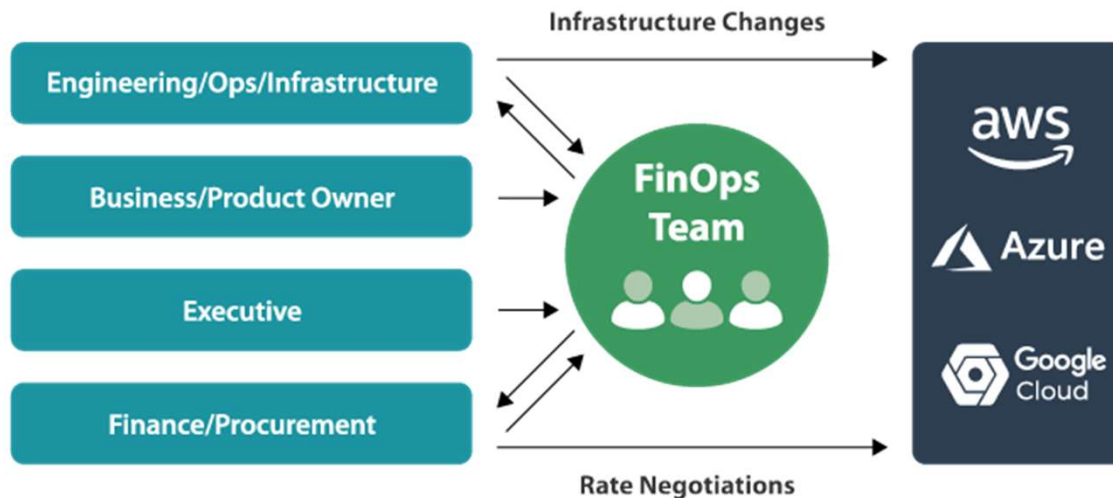 Infrastructure Changes
Engineering/Ops/Infrastructure
Business/Product Owner
Executive
Finance/Procurement
FinOps
Team
aws
Azure
Google
Cloud
Rate Negotiations